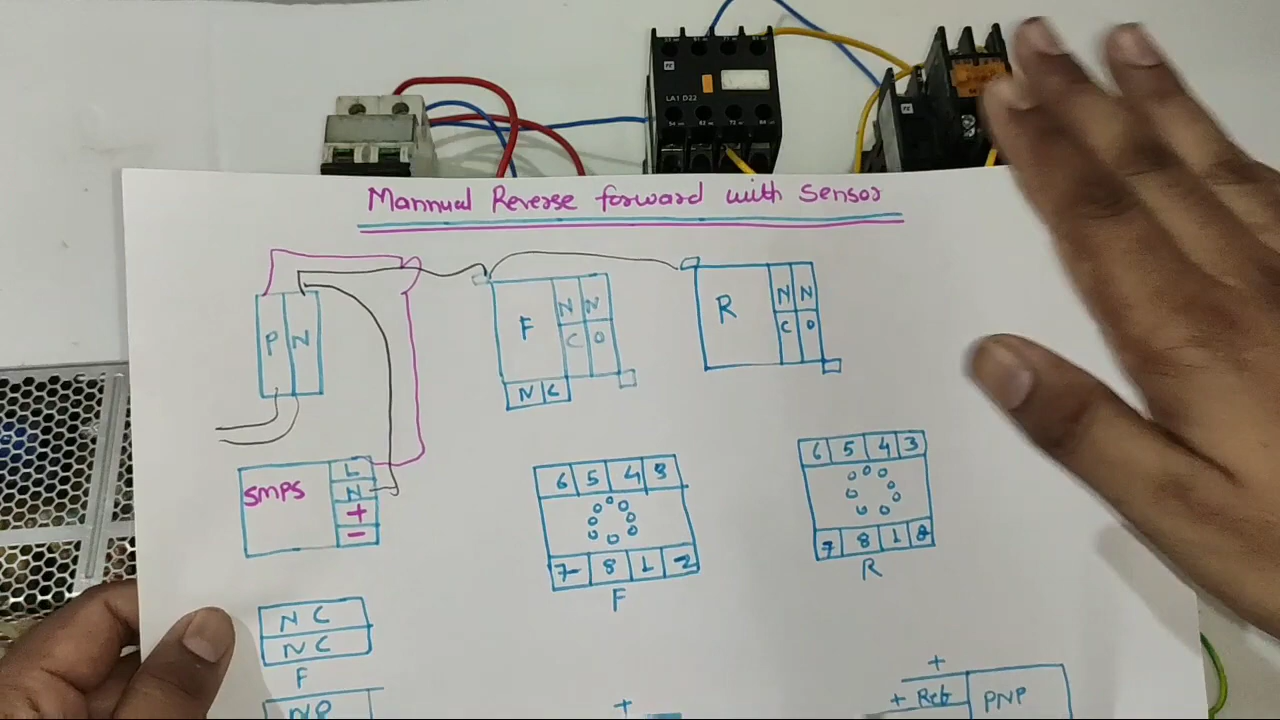 LA1 D22
Mannual Reverse forward with Sensor
P N
F N N
C O
N C
R N N
C O
SMPS L
N
+
-
6 5 4 3
7 8 1 2
F
6 5 4 3
7 8 1 2
R
N C
N C
F
NO
+
+
+ PNP